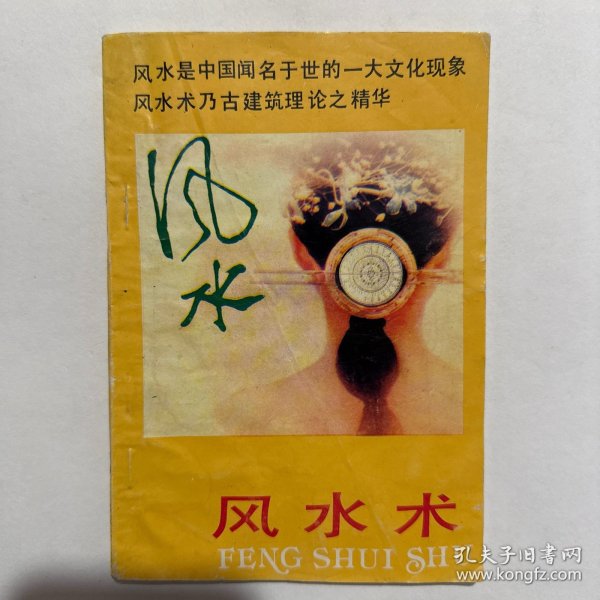 风水是中国闻名于世的一大文化现象
风水术乃古建筑理论之精华
风水
风水术
FENG SHUI SHU
孔夫子旧书网
www.kongfz.com